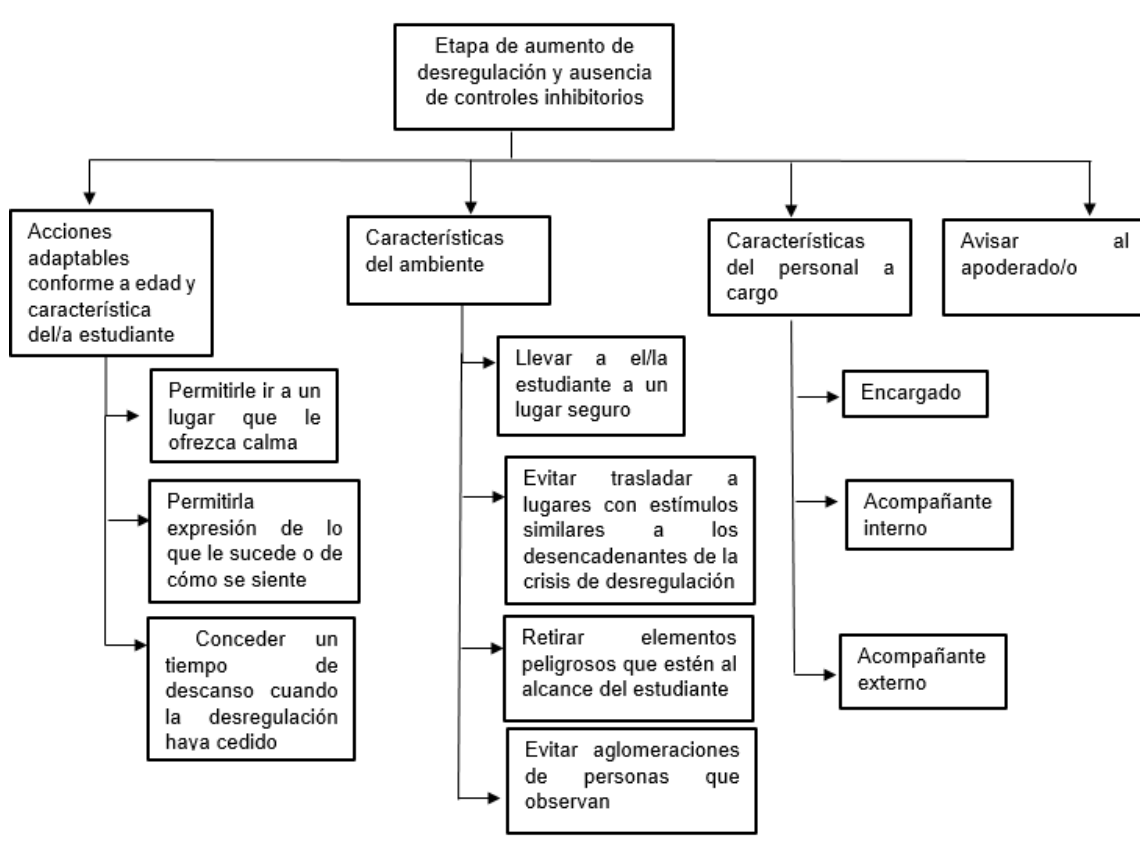 Etapa de aumento de
desregulación y ausencia
de controles inhibitorios
Acciones
adaptables
conforme a edad y
característica
del/a estudiante
Permitirle ir a un
lugar que le
ofrezca calma
Permitirla
expresión de lo
que le sucede o de
cómo se siente
Conceder un
tiempo de
descanso cuando
la desregulación
haya cedido
Características
del ambiente
Llevar a el/la
estudiante a un
lugar seguro
Evitar trasladar a
lugares con estímulos
similares a los
desencadenantes de la
crisis de desregulación
Retirar elementos
peligrosos que estén al
alcance del estudiante
Evitar aglomeraciones
de personas que
observan
Características
del personal a
cargo
Encargado
Acompañante
interno
Acompañante
externo
Avisar al
apoderado/o